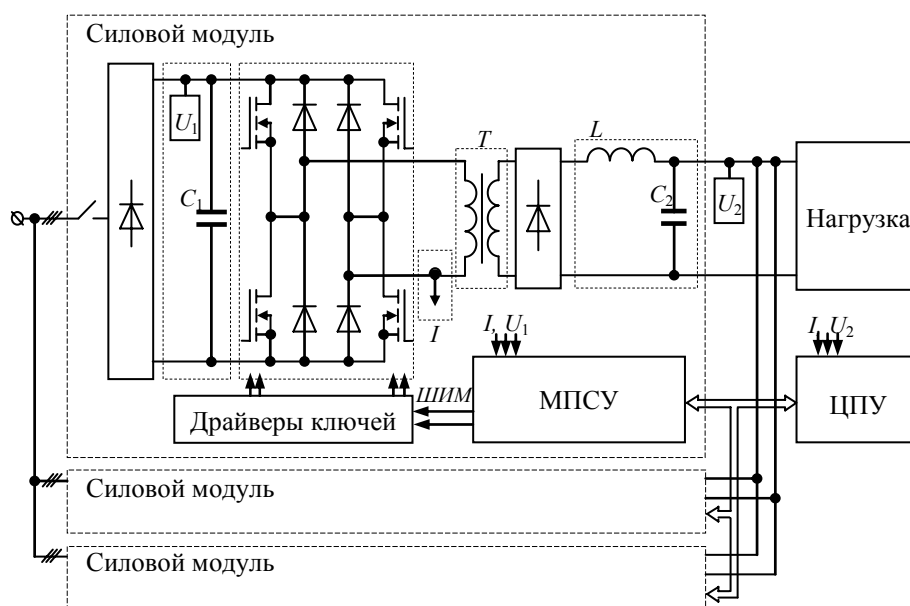 Силовой модуль
U1
C1
T
L
C2
U2
Нагрузка
I
I, U1
I, U2
ШИМ
МПСУ
ЦПУ
Драйверы ключей
Силовой модуль
Силовой модуль